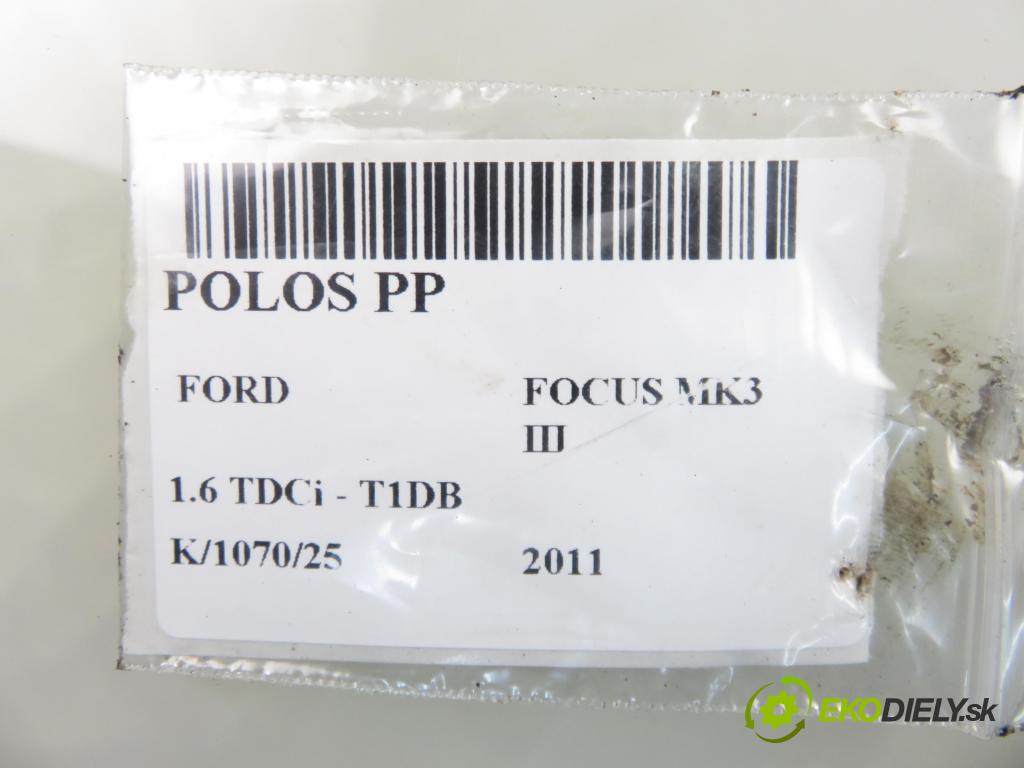 POLOS PP
FORD FOCUS MK3
III
1.6 TDCi - T1DB
K/1070/25 2011
EKODIELY.sk